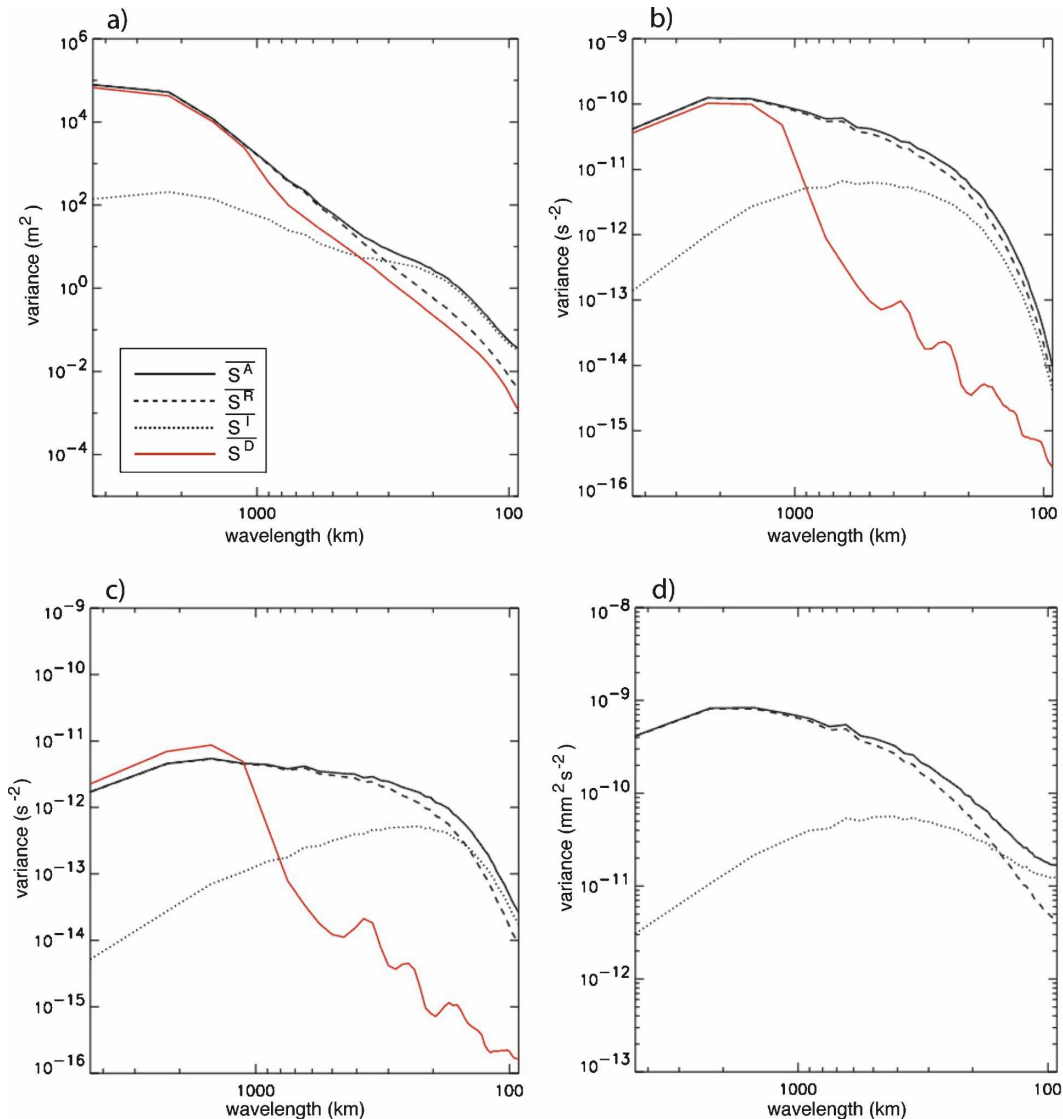 a)
10^6
10^4
10^2
10^0
10^-2
10^-4
variance (m^2)
S^A
S^R
S^I
S^D
1000
100
wavelength (km)
b)
10^-9
10^-10
10^-11
10^-12
10^-13
10^-14
10^-15
10^-16
variance (s^-2)
1000
100
wavelength (km)
c)
10^-9
10^-10
10^-11
10^-12
10^-13
10^-14
10^-15
10^-16
variance (s^-2)
1000
100
wavelength (km)
d)
10^-8
10^-9
10^-10
10^-11
10^-12
10^-13
variance (mm^2 s^-2)
1000
100
wavelength (km)